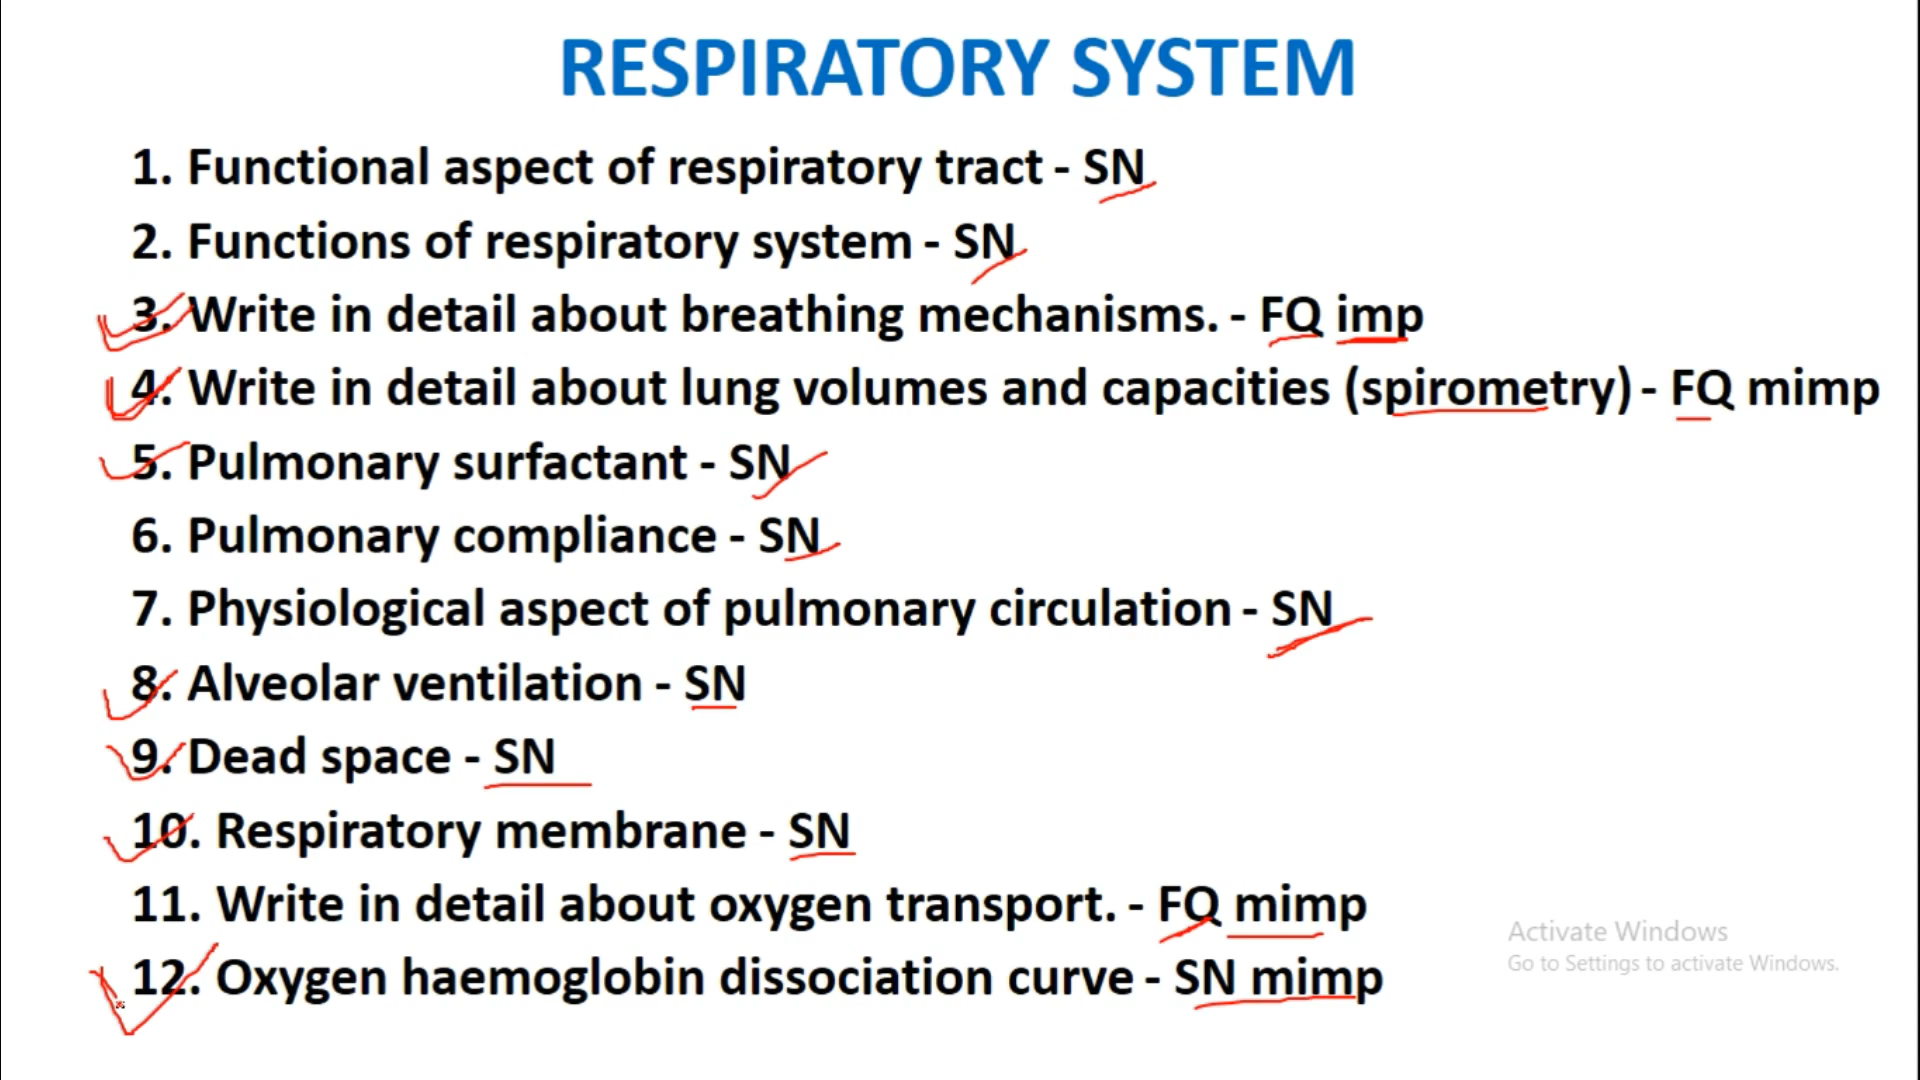 RESPIRATORY SYSTEM
1. Functional aspect of respiratory tract - SN
2. Functions of respiratory system - SN
3. Write in detail about breathing mechanisms. - FQ imp
4. Write in detail about lung volumes and capacities (spirometry) - FQ mimp
5. Pulmonary surfactant - SN
6. Pulmonary compliance - SN
7. Physiological aspect of pulmonary circulation - SN
8. Alveolar ventilation - SN
9. Dead space - SN
10. Respiratory membrane - SN
11. Write in detail about oxygen transport. - FQ mimp
12. Oxygen haemoglobin dissociation curve - SN mimp
Activate Windows
Go to Settings to activate Windows.